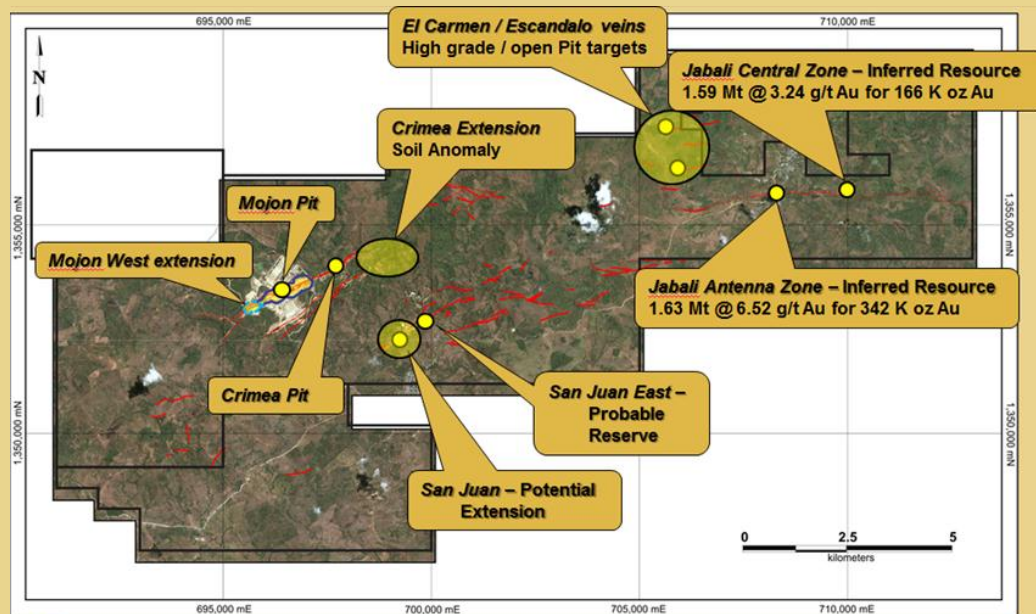 695,000 mE
710,000 mE
El Carmen / Escandalo veins
High grade / open Pit targets
Jabali Central Zone – Inferred Resource
1.59 Mt @ 3.24 g/t Au for 166 K oz Au
N
Crimea Extension
Soil Anomaly
Mojon Pit
Mojon West extension
1,355,000 mN
1,355,000 mN
Jabali Antenna Zone – Inferred Resource
1.63 Mt @ 6.52 g/t Au for 342 K oz Au
Crimea Pit
San Juan East –
Probable
Reserve
1,350,000 mN
1,350,000 mN
San Juan – Potential
Extension
0 2.5 5
kilometers
695,000 mE
700,000 mE
705,000 mE
710,000 mE